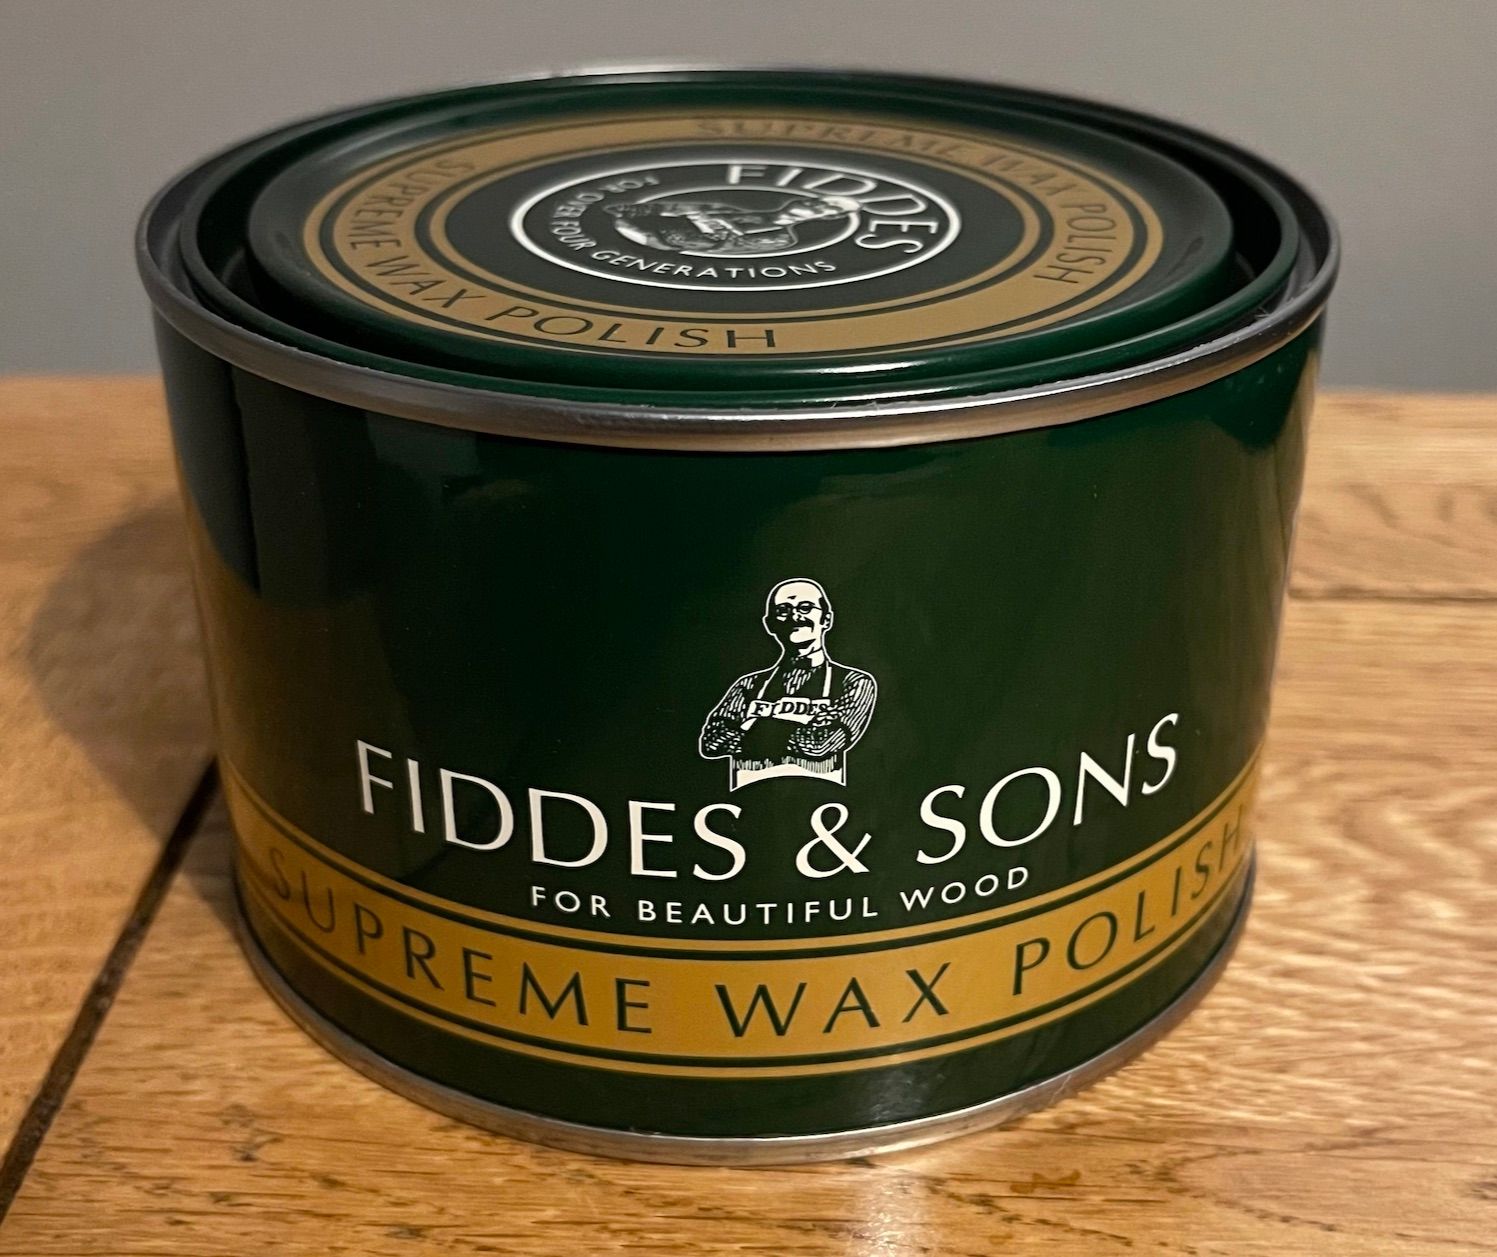 SUPREME WAX POLISH
FIDDES
FOR OVER FOUR GENERATIONS
SUPREME WAX POLISH
FIDDES
FIDDES & SONS
FOR BEAUTIFUL WOOD
SUPREME WAX POLISH